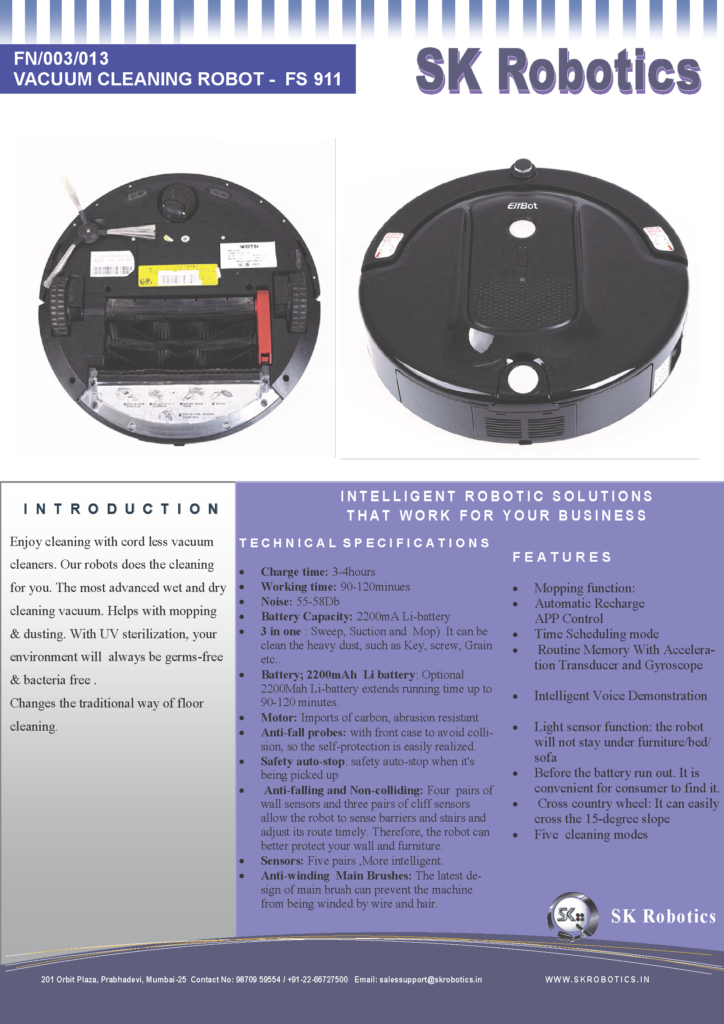 FN/003/013
VACUUM CLEANING ROBOT - FS 911
SK Robotics
WOTN
EllBot
INTRODUCTION
Enjoy cleaning with cord less vacuum
cleaners. Our robots does the cleaning
for you. The most advanced wet and dry
cleaning vacuum. Helps with mopping
& dusting. With UV sterilization, your
environment will always be germs-free
& bacteria free .
Changes the traditional way of floor
cleaning.
INTELLIGENT ROBOTIC SOLUTIONS
THAT WORK FOR YOUR BUSINESS
TECHNICAL SPECIFICATIONS
• Charge time: 3-4hours
• Working time: 90-120minues
• Noise: 55-58Db
• Battery Capacity: 2200mA Li-battery
• 3 in one : Sweep, Suction and Mop) It can be
clean the heavy dust, such as Key, screw, Grain
etc..
• Battery; 2200mAh Li battery: Optional
2200Mah Li-battery extends running time up to
90-120 minutes.
• Motor: Imports of carbon, abrasion resistant
• Anti-fall probes: with front case to avoid colli-
sion, so the self-protection is easily realized.
• Safety auto-stop: safety auto-stop when it's
being picked up
• Anti-falling and Non-colliding: Four pairs of
wall sensors and three pairs of cliff sensors
allow the robot to sense barriers and stairs and
adjust its route timely. Therefore, the robot can
better protect your wall and furniture.
• Sensors: Five pairs ,More intelligent.
• Anti-winding Main Brushes: The latest de-
sign of main brush can prevent the machine
from being winded by wire and hair.
FEATURES
• Mopping function:
• Automatic Recharge
APP Control
• Time Scheduling mode
• Routine Memory With Accelera-
tion Transducer and Gyroscope
• Intelligent Voice Demonstration
• Light sensor function: the robot
will not stay under furniture/bed/
sofa
• Before the battery run out. It is
convenient for consumer to find it.
• Cross country wheel: It can easily
cross the 15-degree slope
• Five cleaning modes
SK
SK Robotics
201 Orbit Plaza, Prabhadevi, Mumbai-25 Contact No: 98709 59554 / +91-22-66727500 Email: salessupport@skrobotics.in
WWW.SKROBOTICS.IN